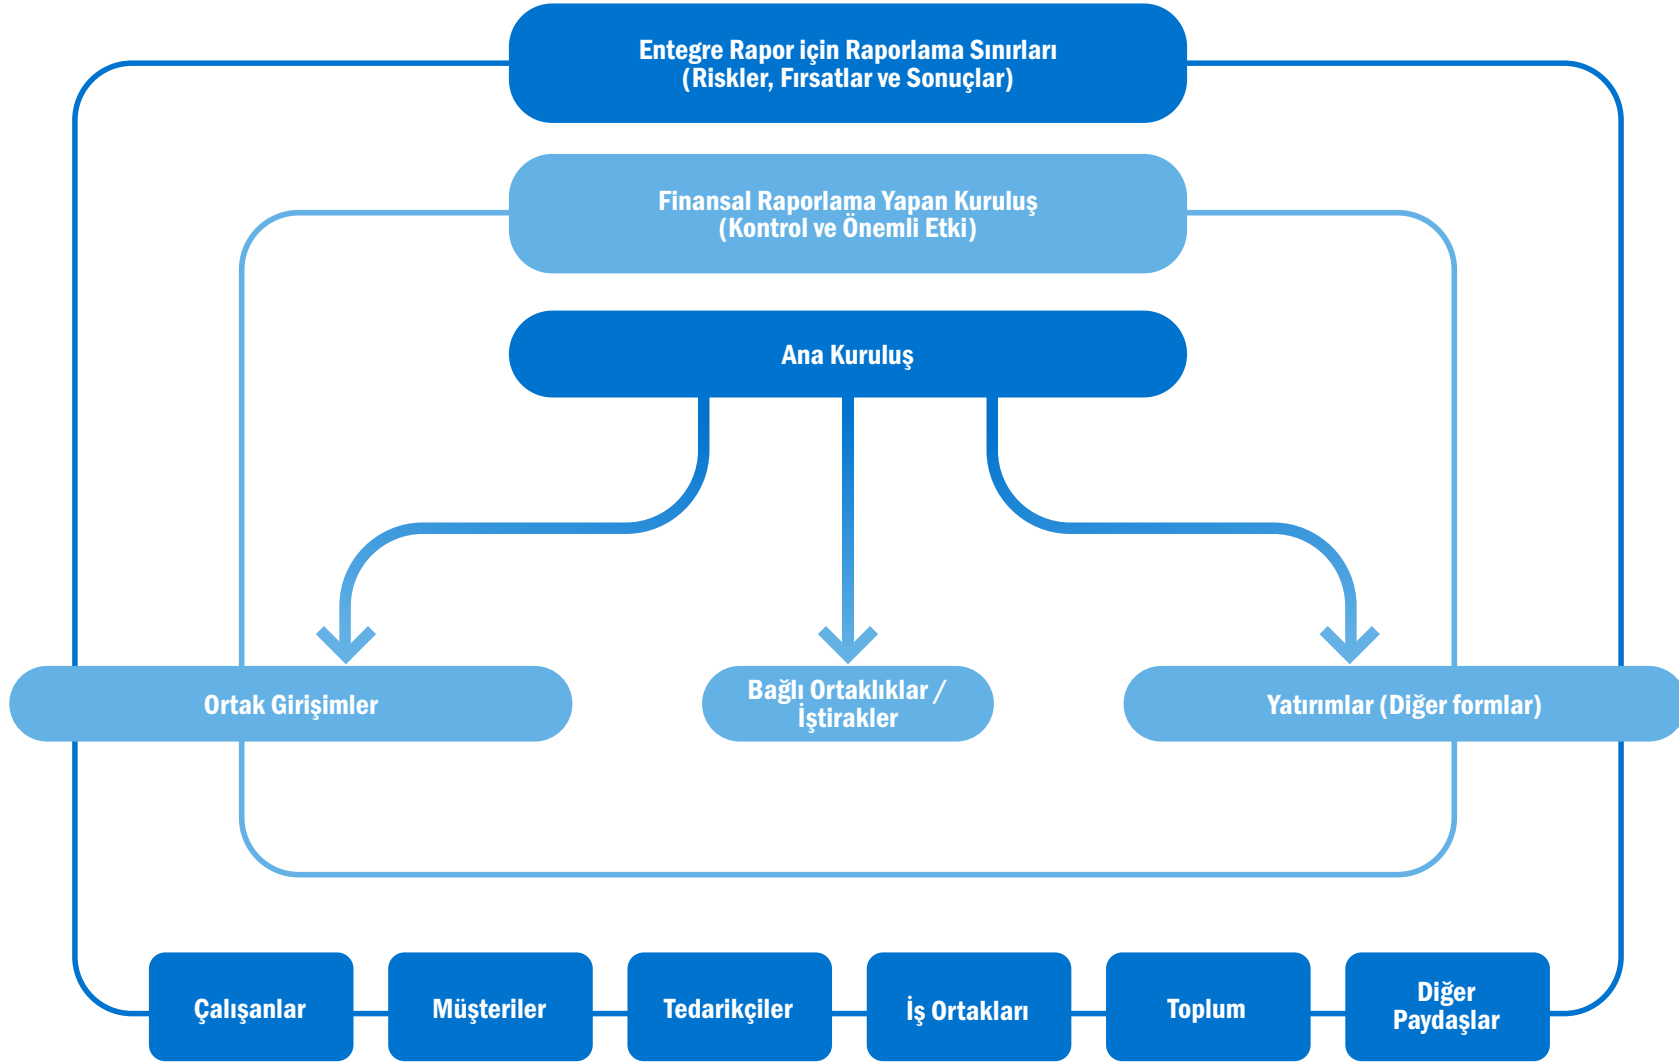 Entegre Rapor için Raporlama Sınırları
(Riskler, Fırsatlar ve Sonuçlar)
Finansal Raporlama Yapan Kuruluş
(Kontrol ve Önemli Etki)
Ana Kuruluş
Ortak Girişimler
Bağlı Ortaklıklar /
İştirakler
Yatırımlar (Diğer formlar)
Çalışanlar
Müşteriler
Tedarikçiler
İş Ortakları
Toplum
Diğer
Paydaşlar